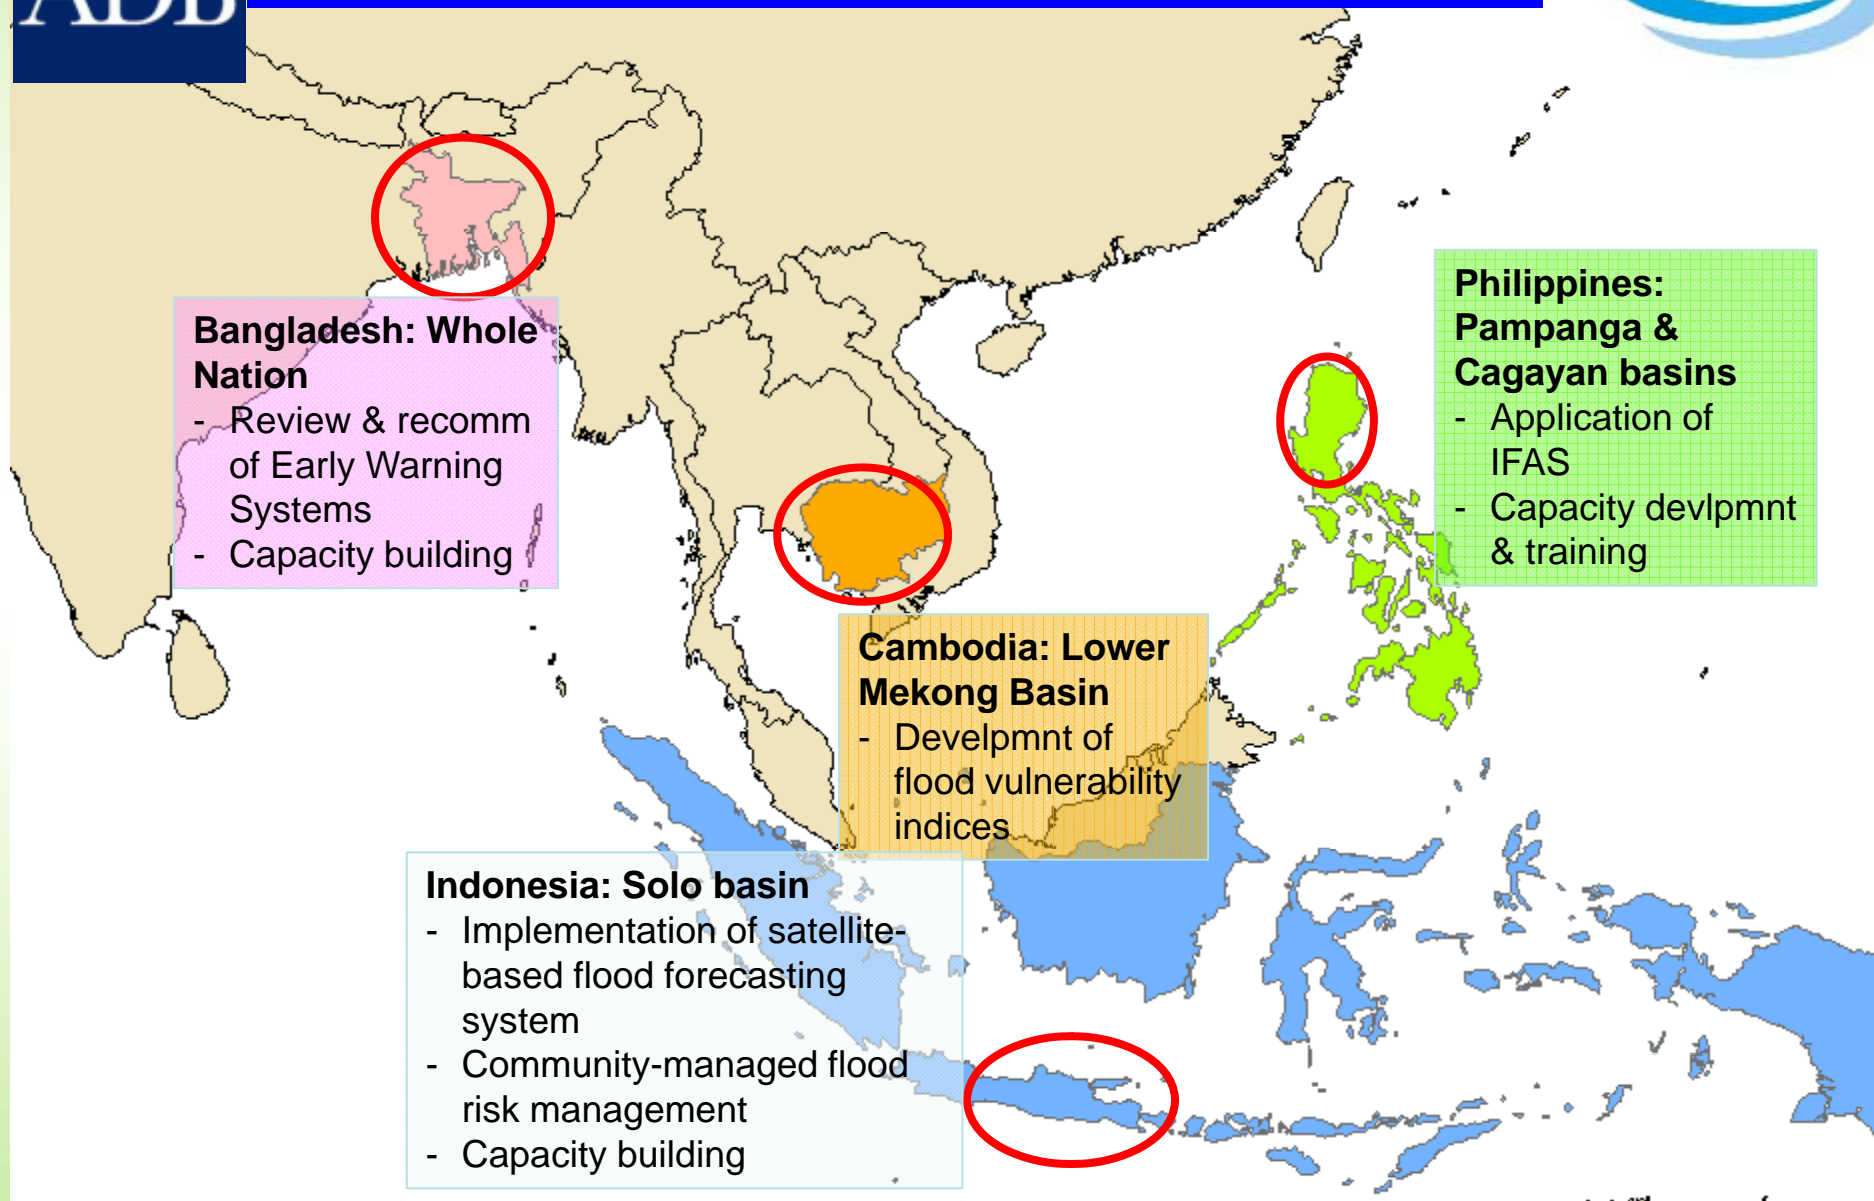 ADB
Bangladesh: Whole
Nation
- Review & recomm
of Early Warning
Systems
- Capacity building
Philippines:
Pampanga &
Cagayan basins
- Application of
IFAS
- Capacity devlpmnt
& training
Cambodia: Lower
Mekong Basin
- Develpmnt of
flood vulnerability
indices
Indonesia: Solo basin
- Implementation of satellite-
based flood forecasting
system
- Community-managed flood
risk management
- Capacity building